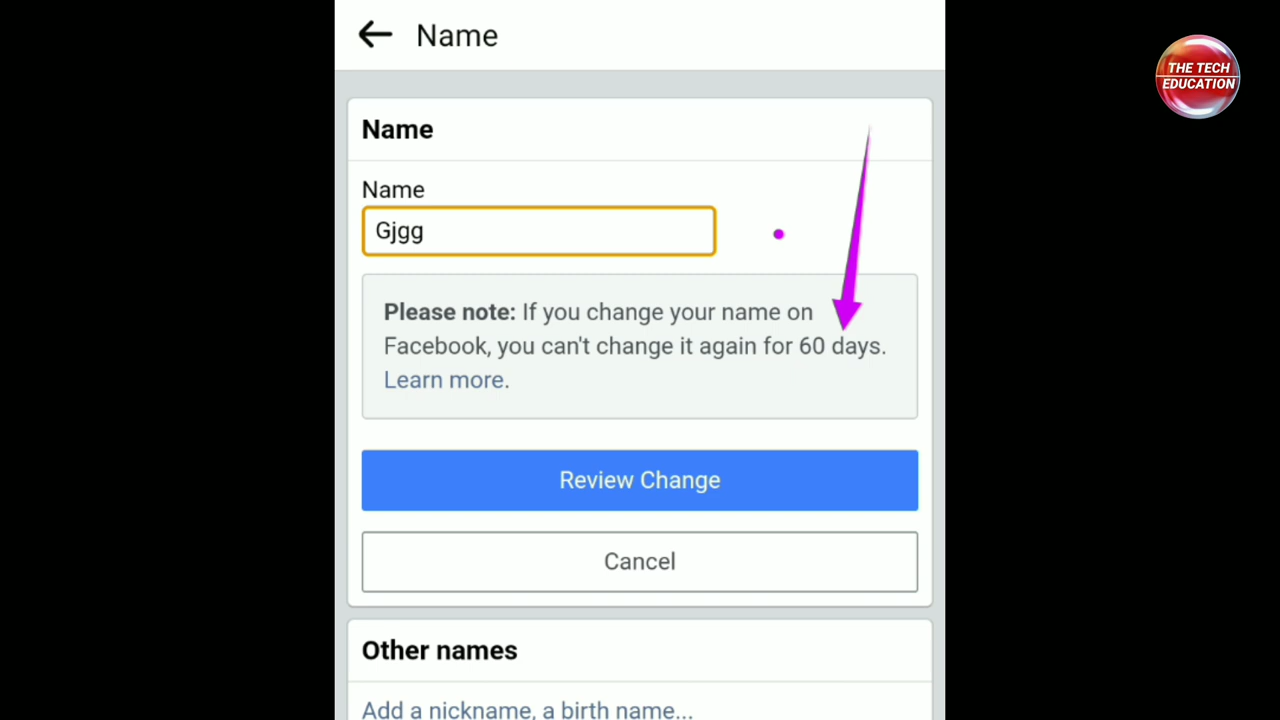 Name
THE TECH
EDUCATION
Name
Name
Gjgg
Please note: If you change your name on
Facebook, you can't change it again for 60 days.
Learn more.
Review Change
Cancel
Other names
Add a nickname, a birth name...